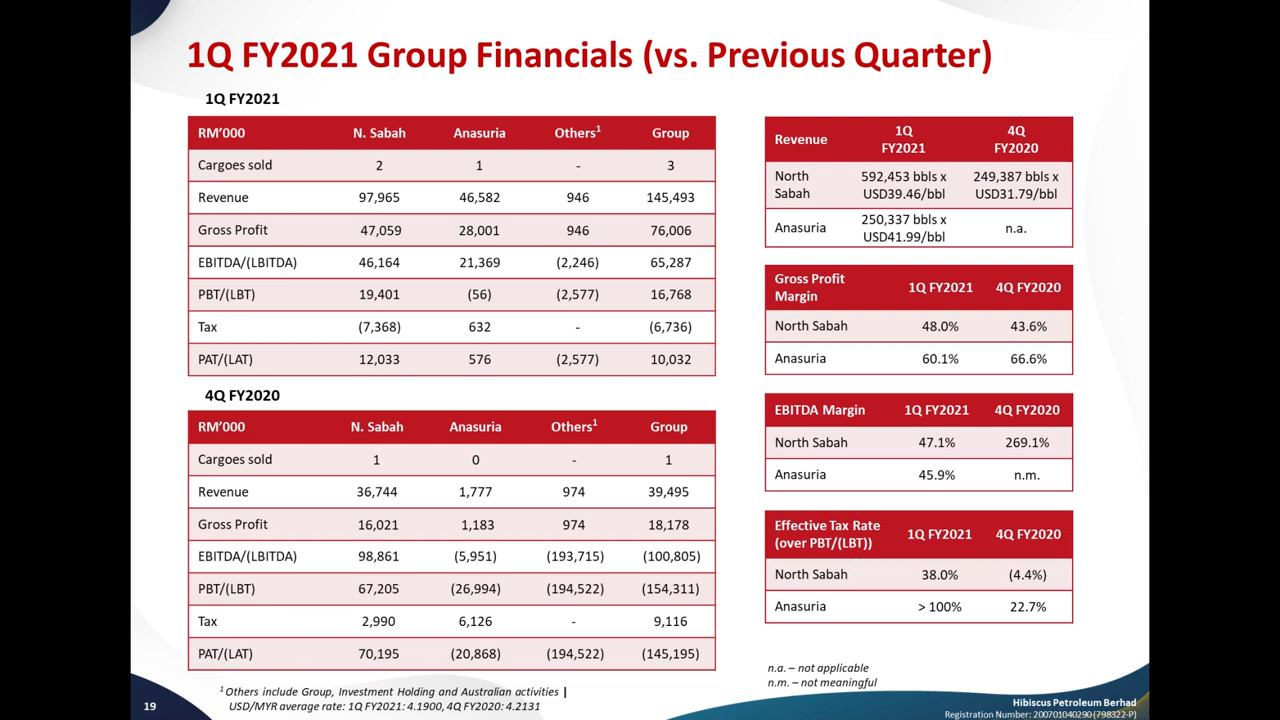 1Q FY2021 Group Financials (vs. Previous Quarter)
1Q FY2021
RM'000 N. Sabah Anasuria Others1 Group
Cargoes sold 2 1 - 3
Revenue 97,965 46,582 946 145,493
Gross Profit 47,059 28,001 946 76,006
EBITDA/(LBITDA) 46,164 21,369 (2,246) 65,287
PBT/(LBT) 19,401 (56) (2,577) 16,768
Tax (7,368) 632 - (6,736)
PAT/(LAT) 12,033 576 (2,577) 10,032
4Q FY2020
RM'000 N. Sabah Anasuria Others1 Group
Cargoes sold 1 0 - 1
Revenue 36,744 1,777 974 39,495
Gross Profit 16,021 1,183 974 18,178
EBITDA/(LBITDA) 98,861 (5,951) (193,715) (100,805)
PBT/(LBT) 67,205 (26,994) (194,522) (154,311)
Tax 2,990 6,126 - 9,116
PAT/(LAT) 70,195 (20,868) (194,522) (145,195)
1 Others include Group, Investment Holding and Australian activities |
USD/MYR average rate: 1Q FY2021: 4.1900, 4Q FY2020: 4.2131
Revenue 1Q FY2021 4Q FY2020
North Sabah 592,453 bbls x USD39.46/bbl 249,387 bbls x USD31.79/bbl
Anasuria 250,337 bbls x USD41.99/bbl n.a.
Gross Profit Margin 1Q FY2021 4Q FY2020
North Sabah 48.0% 43.6%
Anasuria 60.1% 66.6%
EBITDA Margin 1Q FY2021 4Q FY2020
North Sabah 47.1% 269.1%
Anasuria 45.9% n.m.
Effective Tax Rate (over PBT/(LBT)) 1Q FY2021 4Q FY2020
North Sabah 38.0% (4.4%)
Anasuria > 100% 22.7%
n.a. – not applicable
n.m. – not meaningful
19
Hibiscus Petroleum Berhad
Registration Number: 200701040290 (798322-P)